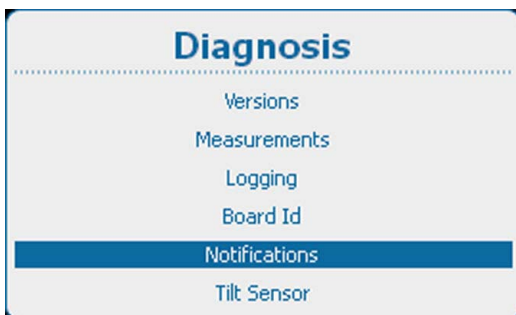 Diagnosis
Versions
Measurements
Logging
Board Id
Notifications
Tilt Sensor